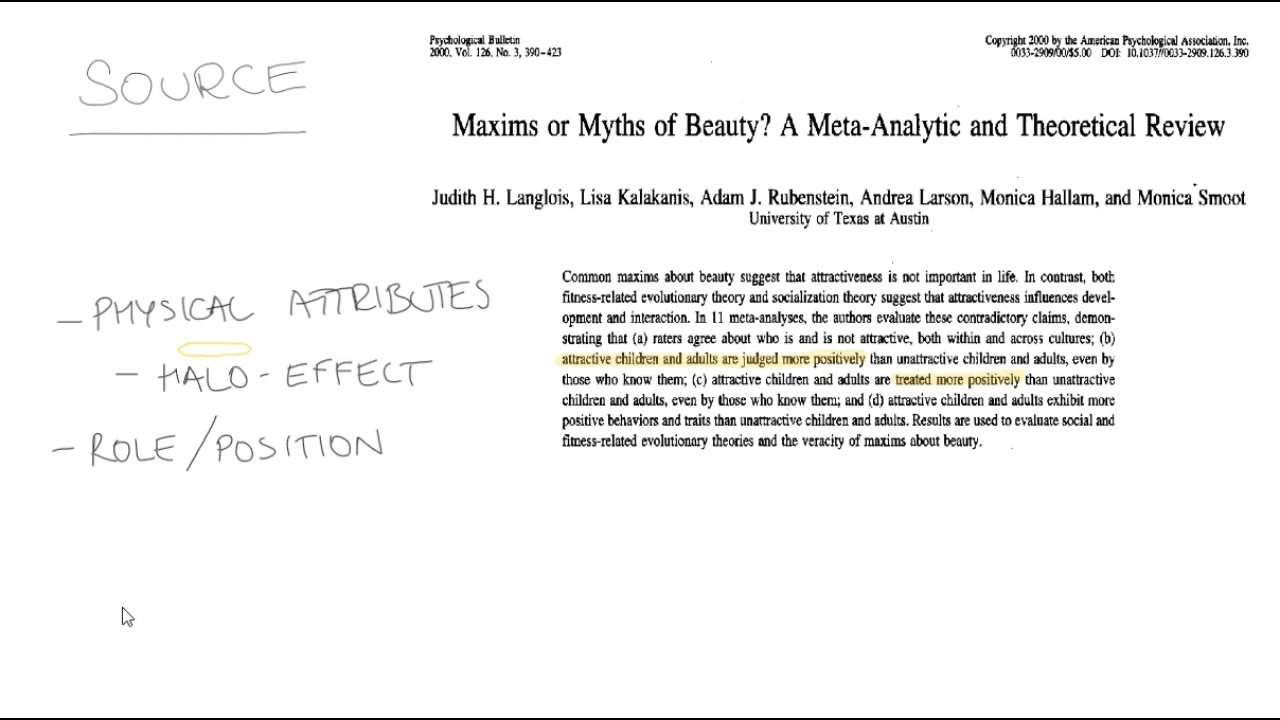 SOURCE
- PHYSICAL ATTRIBUTES
- HALO-EFFECT
- ROLE/POSITION
Psychological Bulletin
2000, Vol. 126, No. 3, 390-423
Copyright 2000 by the American Psychological Association, Inc.
0033-2909/00/$5.00 DOI: 10.1037//0033-2909.126.3.390
Maxims or Myths of Beauty? A Meta-Analytic and Theoretical Review
Judith H. Langlois, Lisa Kalakanis, Adam J. Rubenstein, Andrea Larson, Monica Hallam, and Monica Smoot
University of Texas at Austin
Common maxims about beauty suggest that attractiveness is not important in life. In contrast, both
fitness-related evolutionary theory and socialization theory suggest that attractiveness influences devel-
opment and interaction. In 11 meta-analyses, the authors evaluate these contradictory claims, demon-
strating that (a) raters agree about who is and is not attractive, both within and across cultures; (b)
attractive children and adults are judged more positively than unattractive children and adults, even by
those who know them; (c) attractive children and adults are treated more positively than unattractive
children and adults, even by those who know them; and (d) attractive children and adults exhibit more
positive behaviors and traits than unattractive children and adults. Results are used to evaluate social and
fitness-related evolutionary theories and the veracity of maxims about beauty.